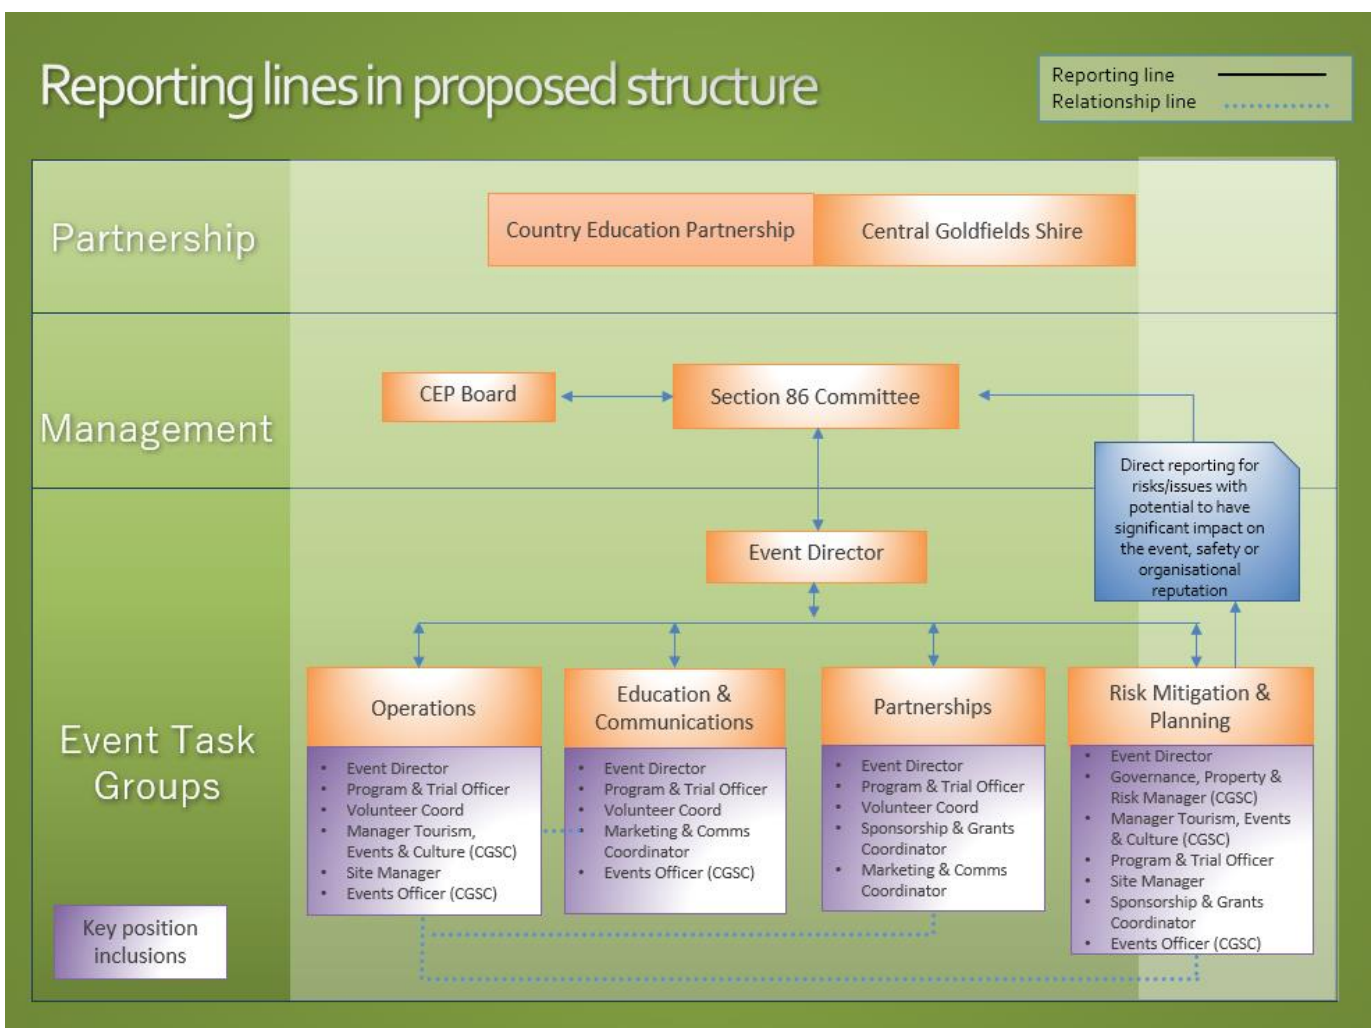 Reporting lines in proposed structure
Reporting line
Relationship line
Partnership
Country Education Partnership
Central Goldfields Shire
Management
CEP Board
Section 86 Committee
Direct reporting for
risks/issues with
potential to have
significant impact on
the event, safety or
organisational
reputation
Event Director
Event Task
Groups
Operations
• Event Director
• Program & Trial Officer
• Volunteer Coord
• Manager Tourism,
Events & Culture (CGSC)
• Site Manager
• Events Officer (CGSC)
Education &
Communications
• Event Director
• Program & Trial Officer
• Volunteer Coord
• Marketing & Comms
Coordinator
• Events Officer (CGSC)
Partnerships
• Event Director
• Program & Trial Officer
• Volunteer Coord
• Sponsorship & Grants
Coordinator
• Marketing & Comms
Coordinator
Risk Mitigation &
Planning
• Event Director
• Governance, Property &
Risk Manager (CGSC)
• Manager Tourism, Events
& Culture (CGSC)
• Program & Trial Officer
• Site Manager
• Sponsorship & Grants
Coordinator
• Events Officer (CGSC)
Key position
inclusions